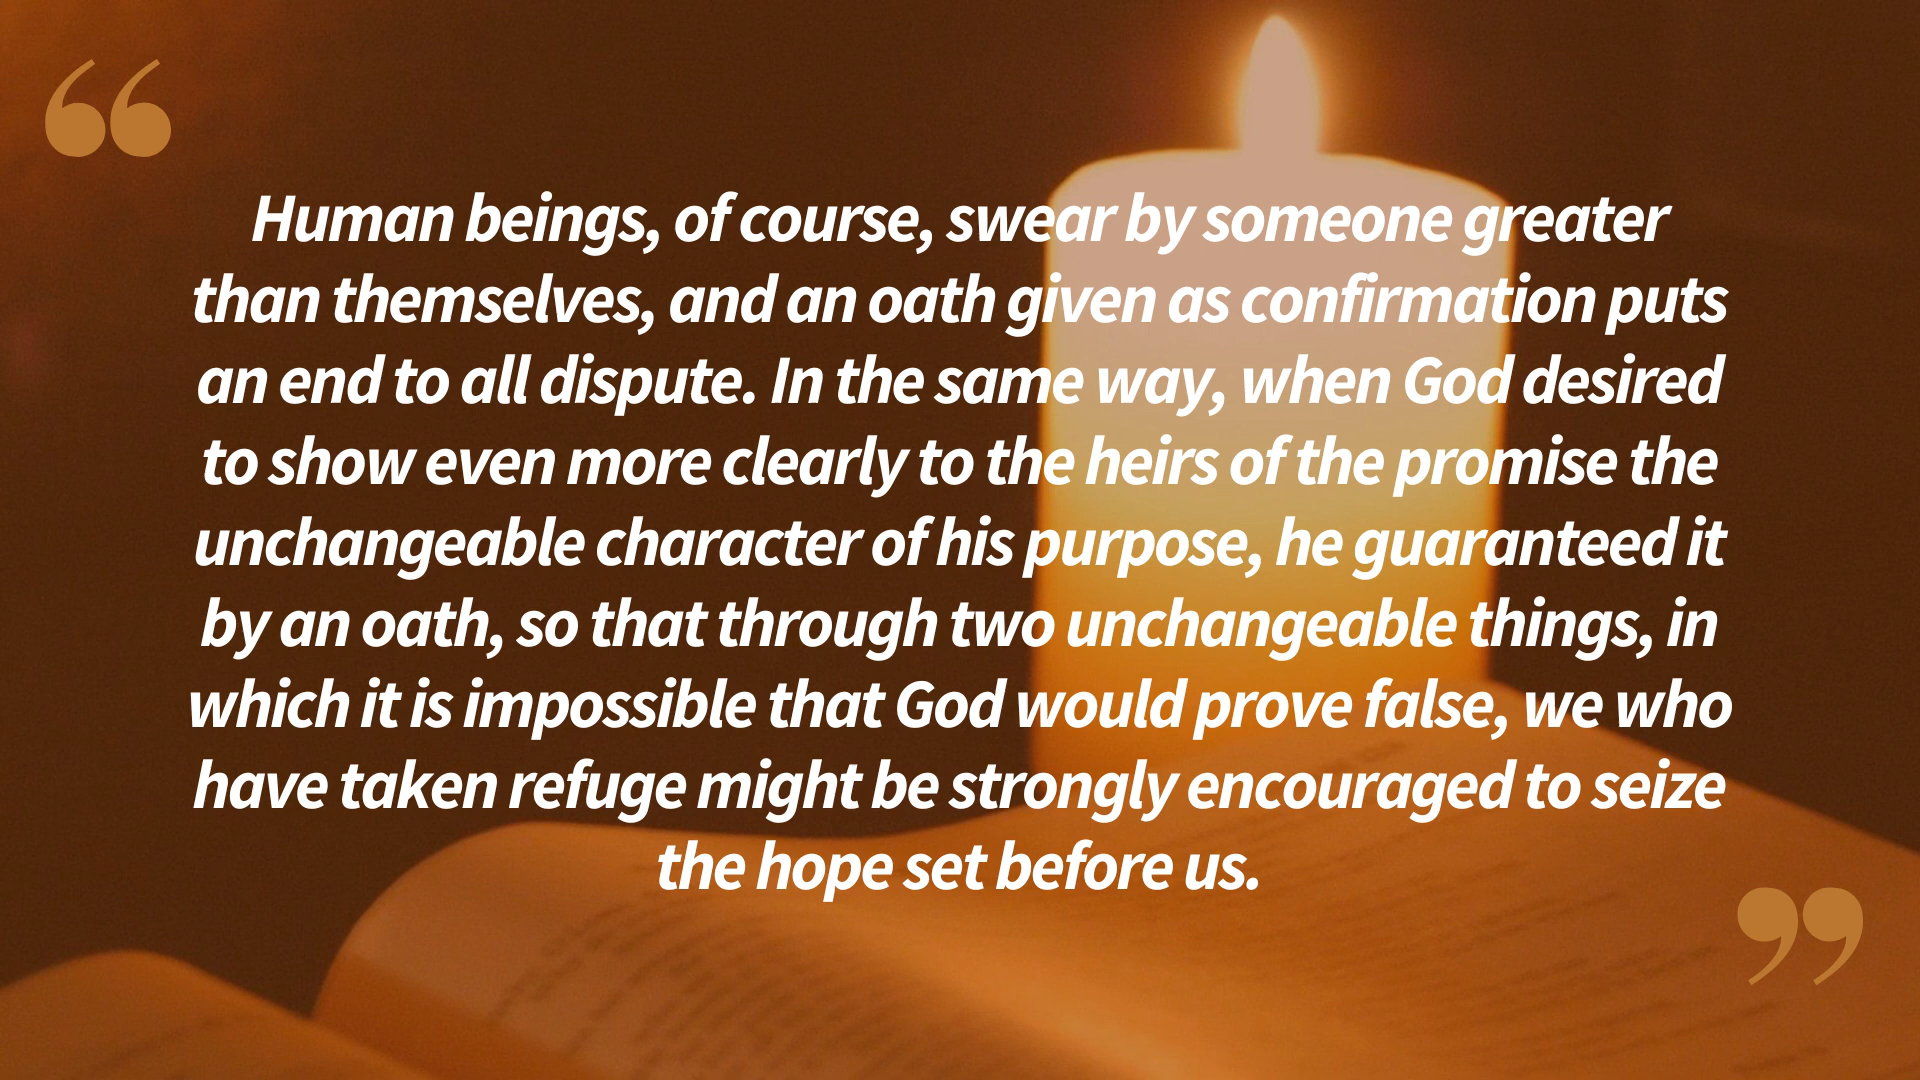 “
Human beings, of course, swear by someone greater
than themselves, and an oath given as confirmation puts
an end to all dispute. In the same way, when God desired
to show even more clearly to the heirs of the promise the
unchangeable character of his purpose, he guaranteed it
by an oath, so that through two unchangeable things, in
which it is impossible that God would prove false, we who
have taken refuge might be strongly encouraged to seize
the hope set before us.
”